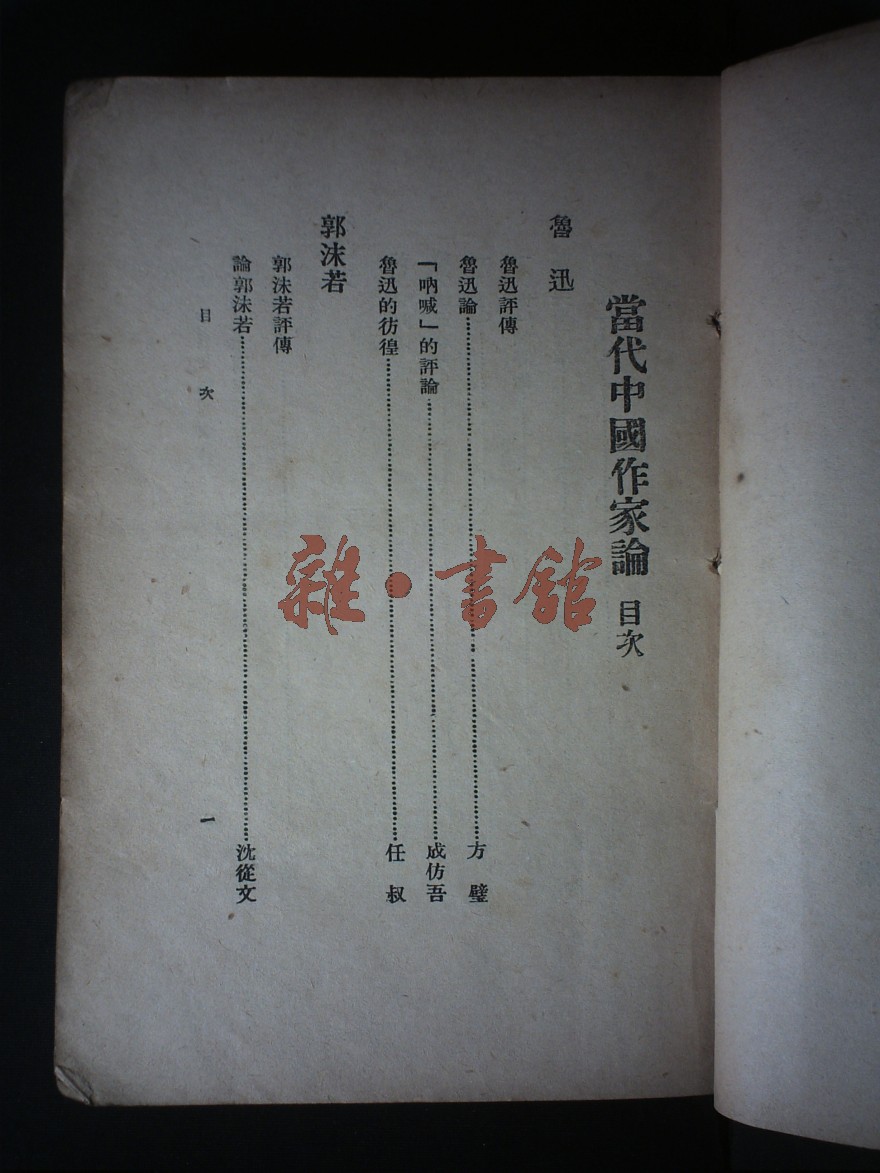 當代中國作家論 目次
魯迅
魯迅評傳
魯迅論……方璧
「吶喊」的評論……成仿吾
魯迅的彷徨……任叔
郭沫若
郭沫若評傳
論郭沫若……沈從文
目次 一
雜·書館